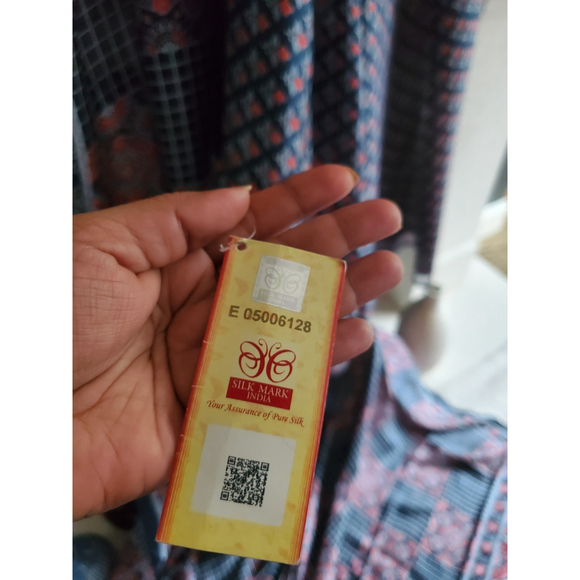 E 05006128
SILK MARK
INDIA
Your Assurance of Pure Silk